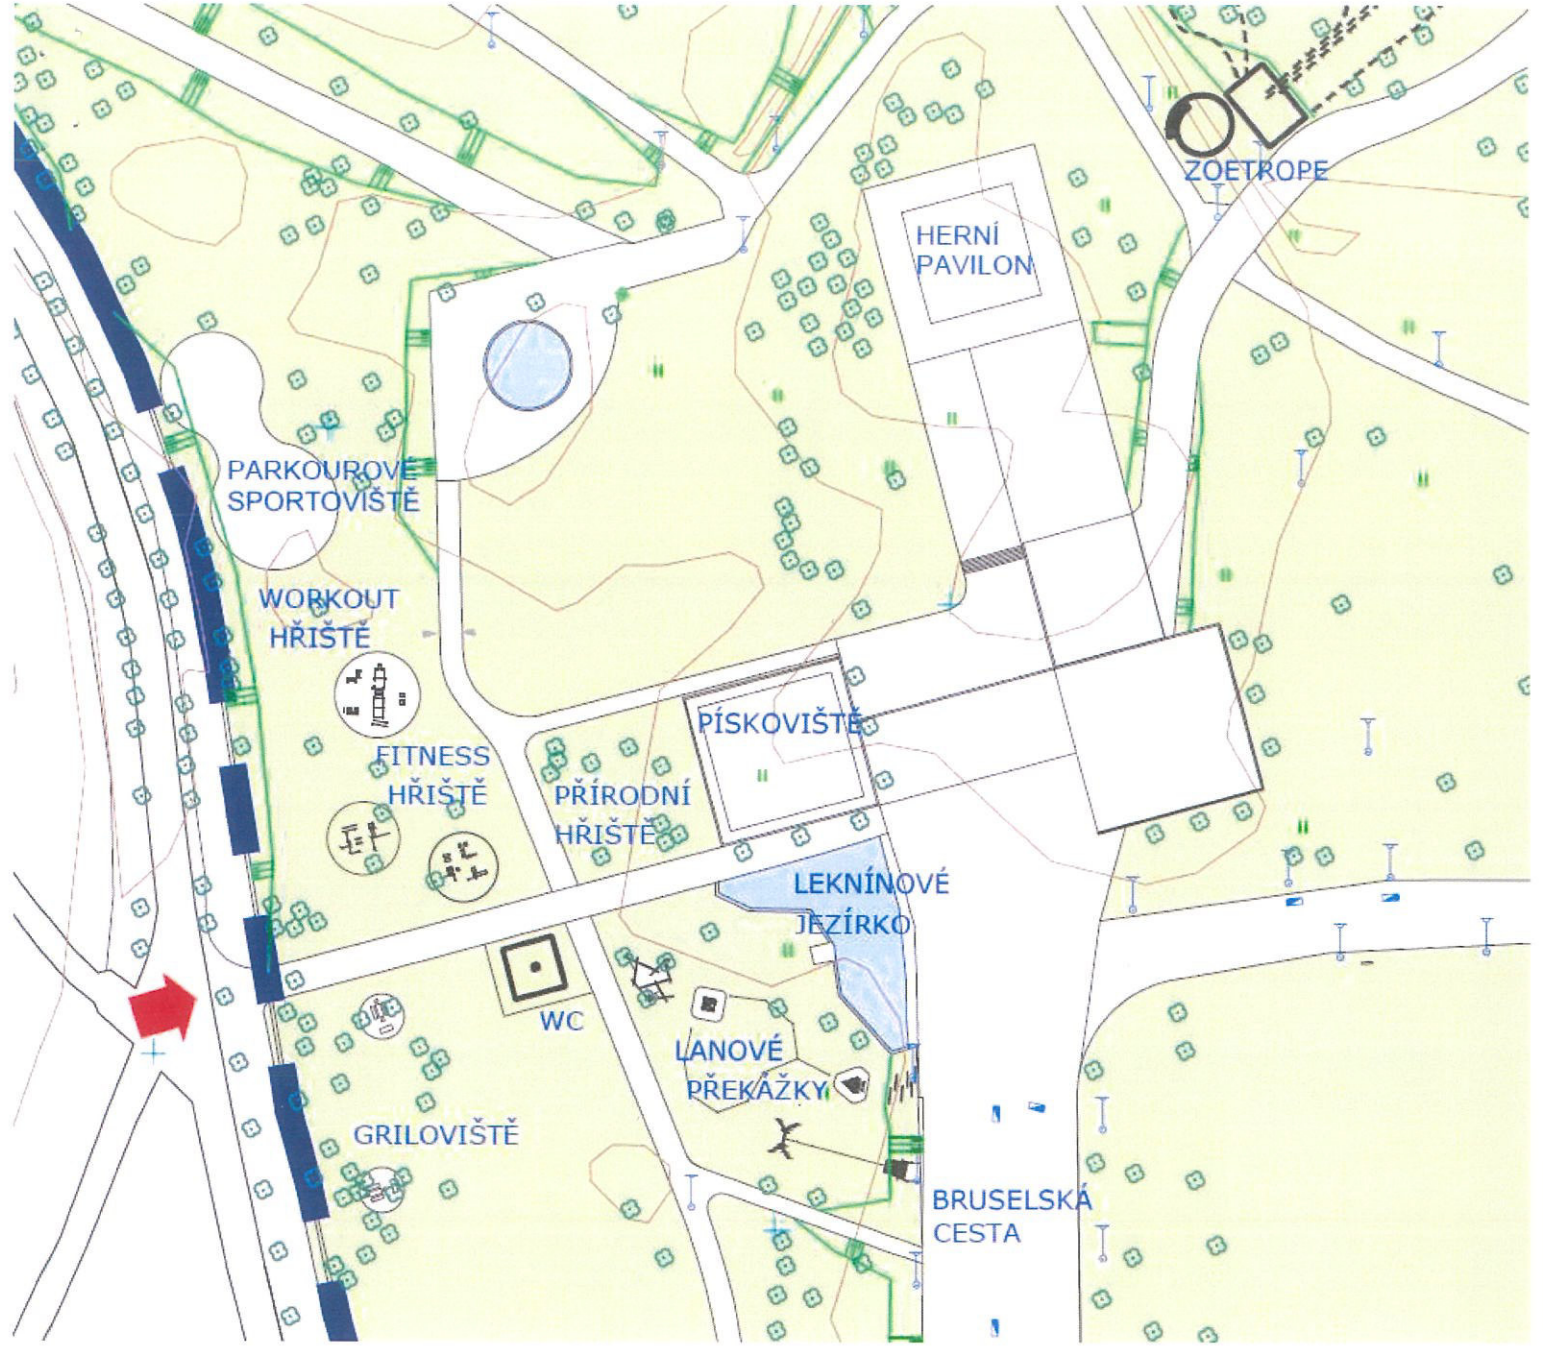 ZOETROPE
HERNÍ
PAVILON
PARKOUROVÉ
SPORTOVIŠTĚ
WORKOUT
HŘIŠTĚ
FITNESS
HŘIŠTĚ
PÍSKOVIŠTĚ
PŘÍRODNÍ
HŘIŠTĚ
LEKNÍNOVÉ
JEZÍRKO
WC
LANOVÉ
PŘEKÁŽKY
GRILOVIŠTĚ
BRUSELSKÁ
CESTA